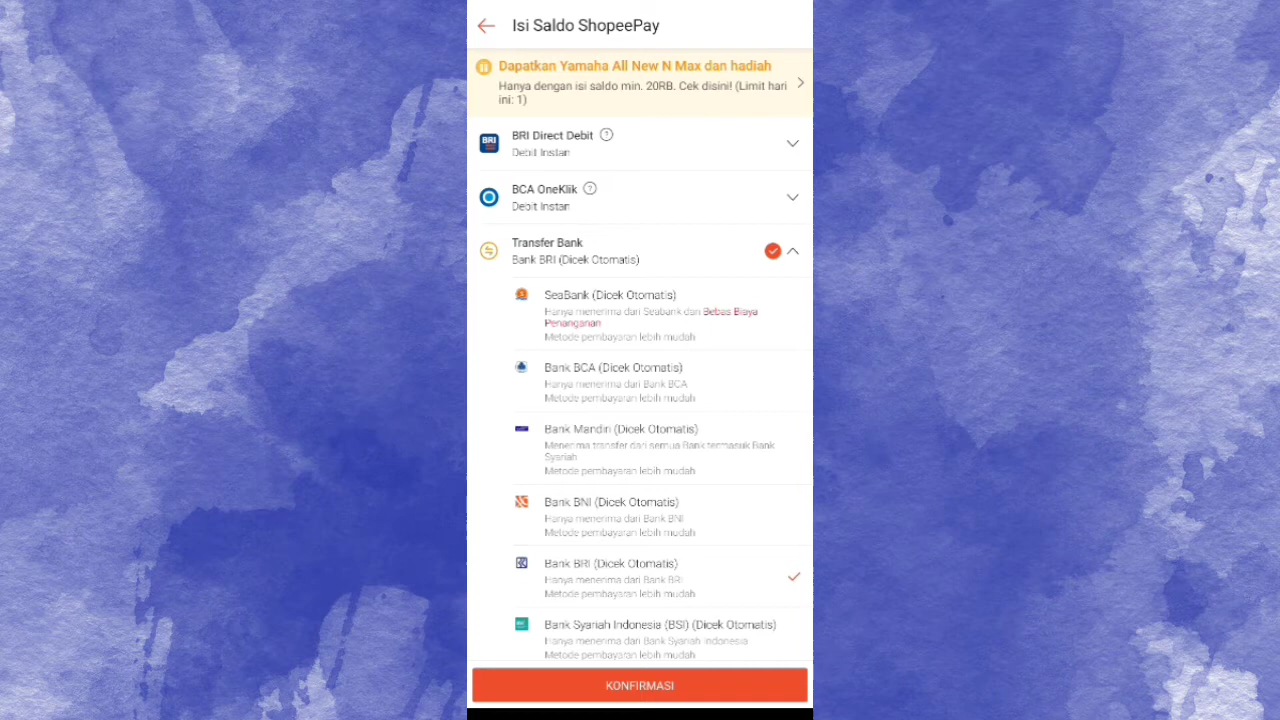 Isi Saldo ShopeePay
Dapatkan Yamaha All New N Max dan hadiah
Hanya dengan isi saldo min. 20RB. Cek disini! (Limit hari
ini: 1)
BRI
BRI Direct Debit ?
Debit Instan
BCA OneKlik ?
Debit Instan
Transfer Bank
Bank BRI (Dicek Otomatis)
SeaBank (Dicek Otomatis)
Hanya menerima dari Seabank dan Bebas Biaya
Penanganan
Metode pembayaran lebih mudah
Bank BCA (Dicek Otomatis)
Hanya menerima dari Bank BCA
Metode pembayaran lebih mudah
Bank Mandiri (Dicek Otomatis)
Menerima transfer dari semua Bank termasuk Bank
Syariah
Metode pembayaran lebih mudah
Bank BNI (Dicek Otomatis)
Hanya menerima dari Bank BNI
Metode pembayaran lebih mudah
Bank BRI (Dicek Otomatis)
Hanya menerima dari Bank BRI
Metode pembayaran lebih mudah
Bank Syariah Indonesia (BSI) (Dicek Otomatis)
Hanya menerima dari Bank Syariah Indonesia
Metode pembayaran lebih mudah
KONFIRMASI